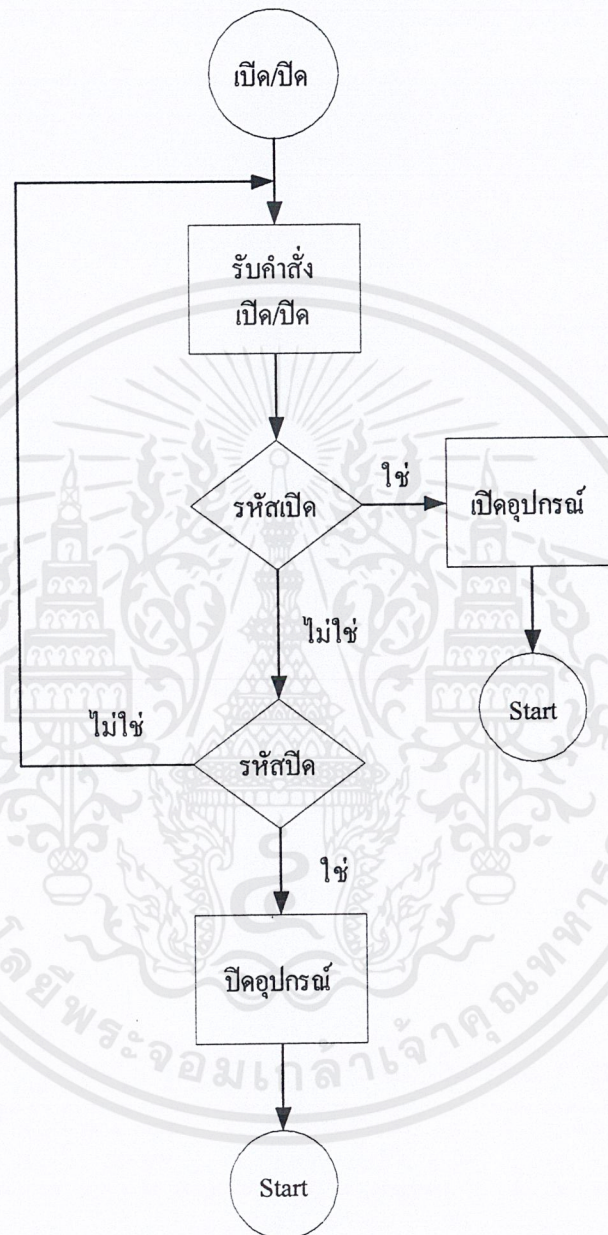 เปิด/ปิด
รับคำสั่ง
เปิด/ปิด
รหัสเปิด
ใช่
เปิดอุปกรณ์
ไม่ใช่
Start
ไม่ใช่
รหัสปิด
ใช่
ปิดอุปกรณ์
Start